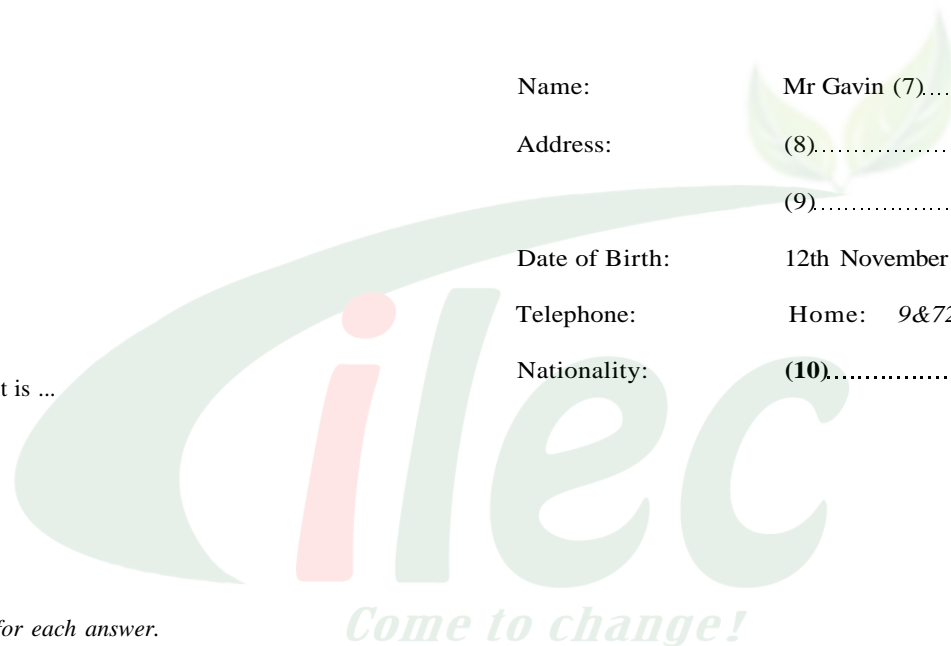 Name: Mr Gavin (7)....
Address: (8)..................
(9)..................
Date of Birth: 12th November
Telephone: Home: 9&72
Nationality: (10)..................
t is ...
ilec
Come to change!
for each answer.